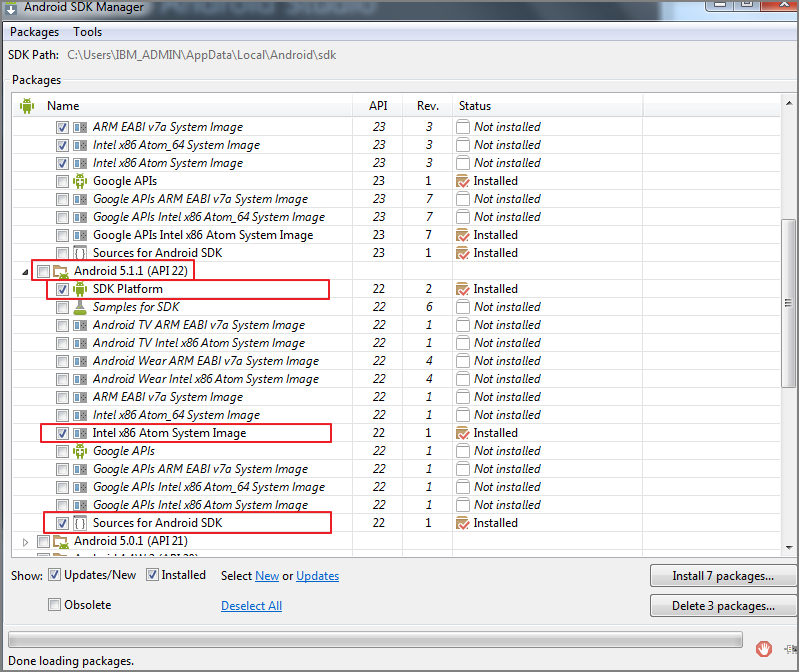 Android SDK Manager
Packages Tools
SDK Path: C:\Users\IBM_ADMIN\AppData\Local\Android\sdk
Packages
Name API Rev. Status
ARM EABI v7a System Image 23 3 Not installed
Intel x86 Atom_64 System Image 23 3 Not installed
Intel x86 Atom System Image 23 3 Not installed
Google APIs 23 1 Installed
Google APIs ARM EABI v7a System Image 23 7 Not installed
Google APIs Intel x86 Atom_64 System Image 23 7 Not installed
Google APIs Intel x86 Atom System Image 23 7 Installed
Sources for Android SDK 23 1 Installed
Android 5.1.1 (API 22)
SDK Platform 22 2 Installed
Samples for SDK 22 6 Not installed
Android TV ARM EABI v7a System Image 22 1 Not installed
Android TV Intel x86 Atom System Image 22 1 Not installed
Android Wear ARM EABI v7a System Image 22 4 Not installed
Android Wear Intel x86 Atom System Image 22 4 Not installed
ARM EABI v7a System Image 22 1 Not installed
Intel x86 Atom_64 System Image 22 1 Not installed
Intel x86 Atom System Image 22 1 Installed
Google APIs 22 1 Not installed
Google APIs ARM EABI v7a System Image 22 1 Not installed
Google APIs Intel x86 Atom_64 System Image 22 1 Not installed
Google APIs Intel x86 Atom System Image 22 1 Not installed
Sources for Android SDK 22 1 Installed
Android 5.0.1 (API 21)
Show: Updates/New Installed Select New or Updates Install 7 packages...
Obsolete Deselect All Delete 3 packages...
Done loading packages.